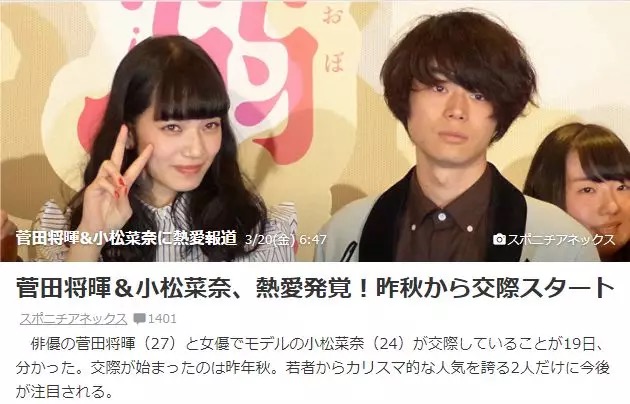 おぼ
菅田将暉&小松菜奈に熱愛報道 3/20(金) 6:47
スポニチアネックス
菅田将暉&小松菜奈、熱愛発覚！昨秋から交際スタート
スポニチアネックス 1401
俳優の菅田将暉（27）と女優でモデルの小松菜奈（24）が交際していることが19日、
分かった。交際が始まったのは昨年秋。若者からカリスマ的な人気を誇る2人だけに今後
が注目される。